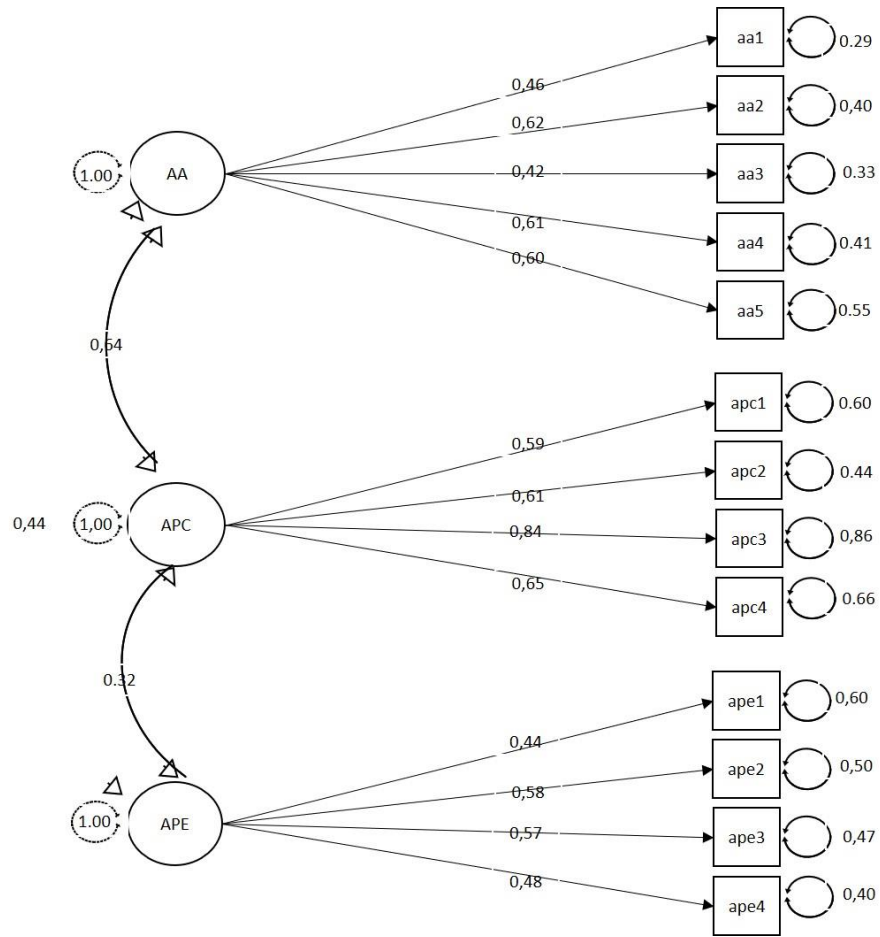 aa1
0.29
0,46
aa2
0,40
0,62
1.00
AA
0,42
aa3
0.33
0,61
aa4
0.41
0,60
aa5
0.55
0,64
apc1
0.60
0,59
apc2
0.44
0,61
0,44
1,00
APC
0,84
apc3
0,86
0,65
apc4
0.66
0.32
ape1
0,60
0,44
ape2
0,50
0,58
1.00
APE
0,57
ape3
0,47
0,48
ape4
0,40